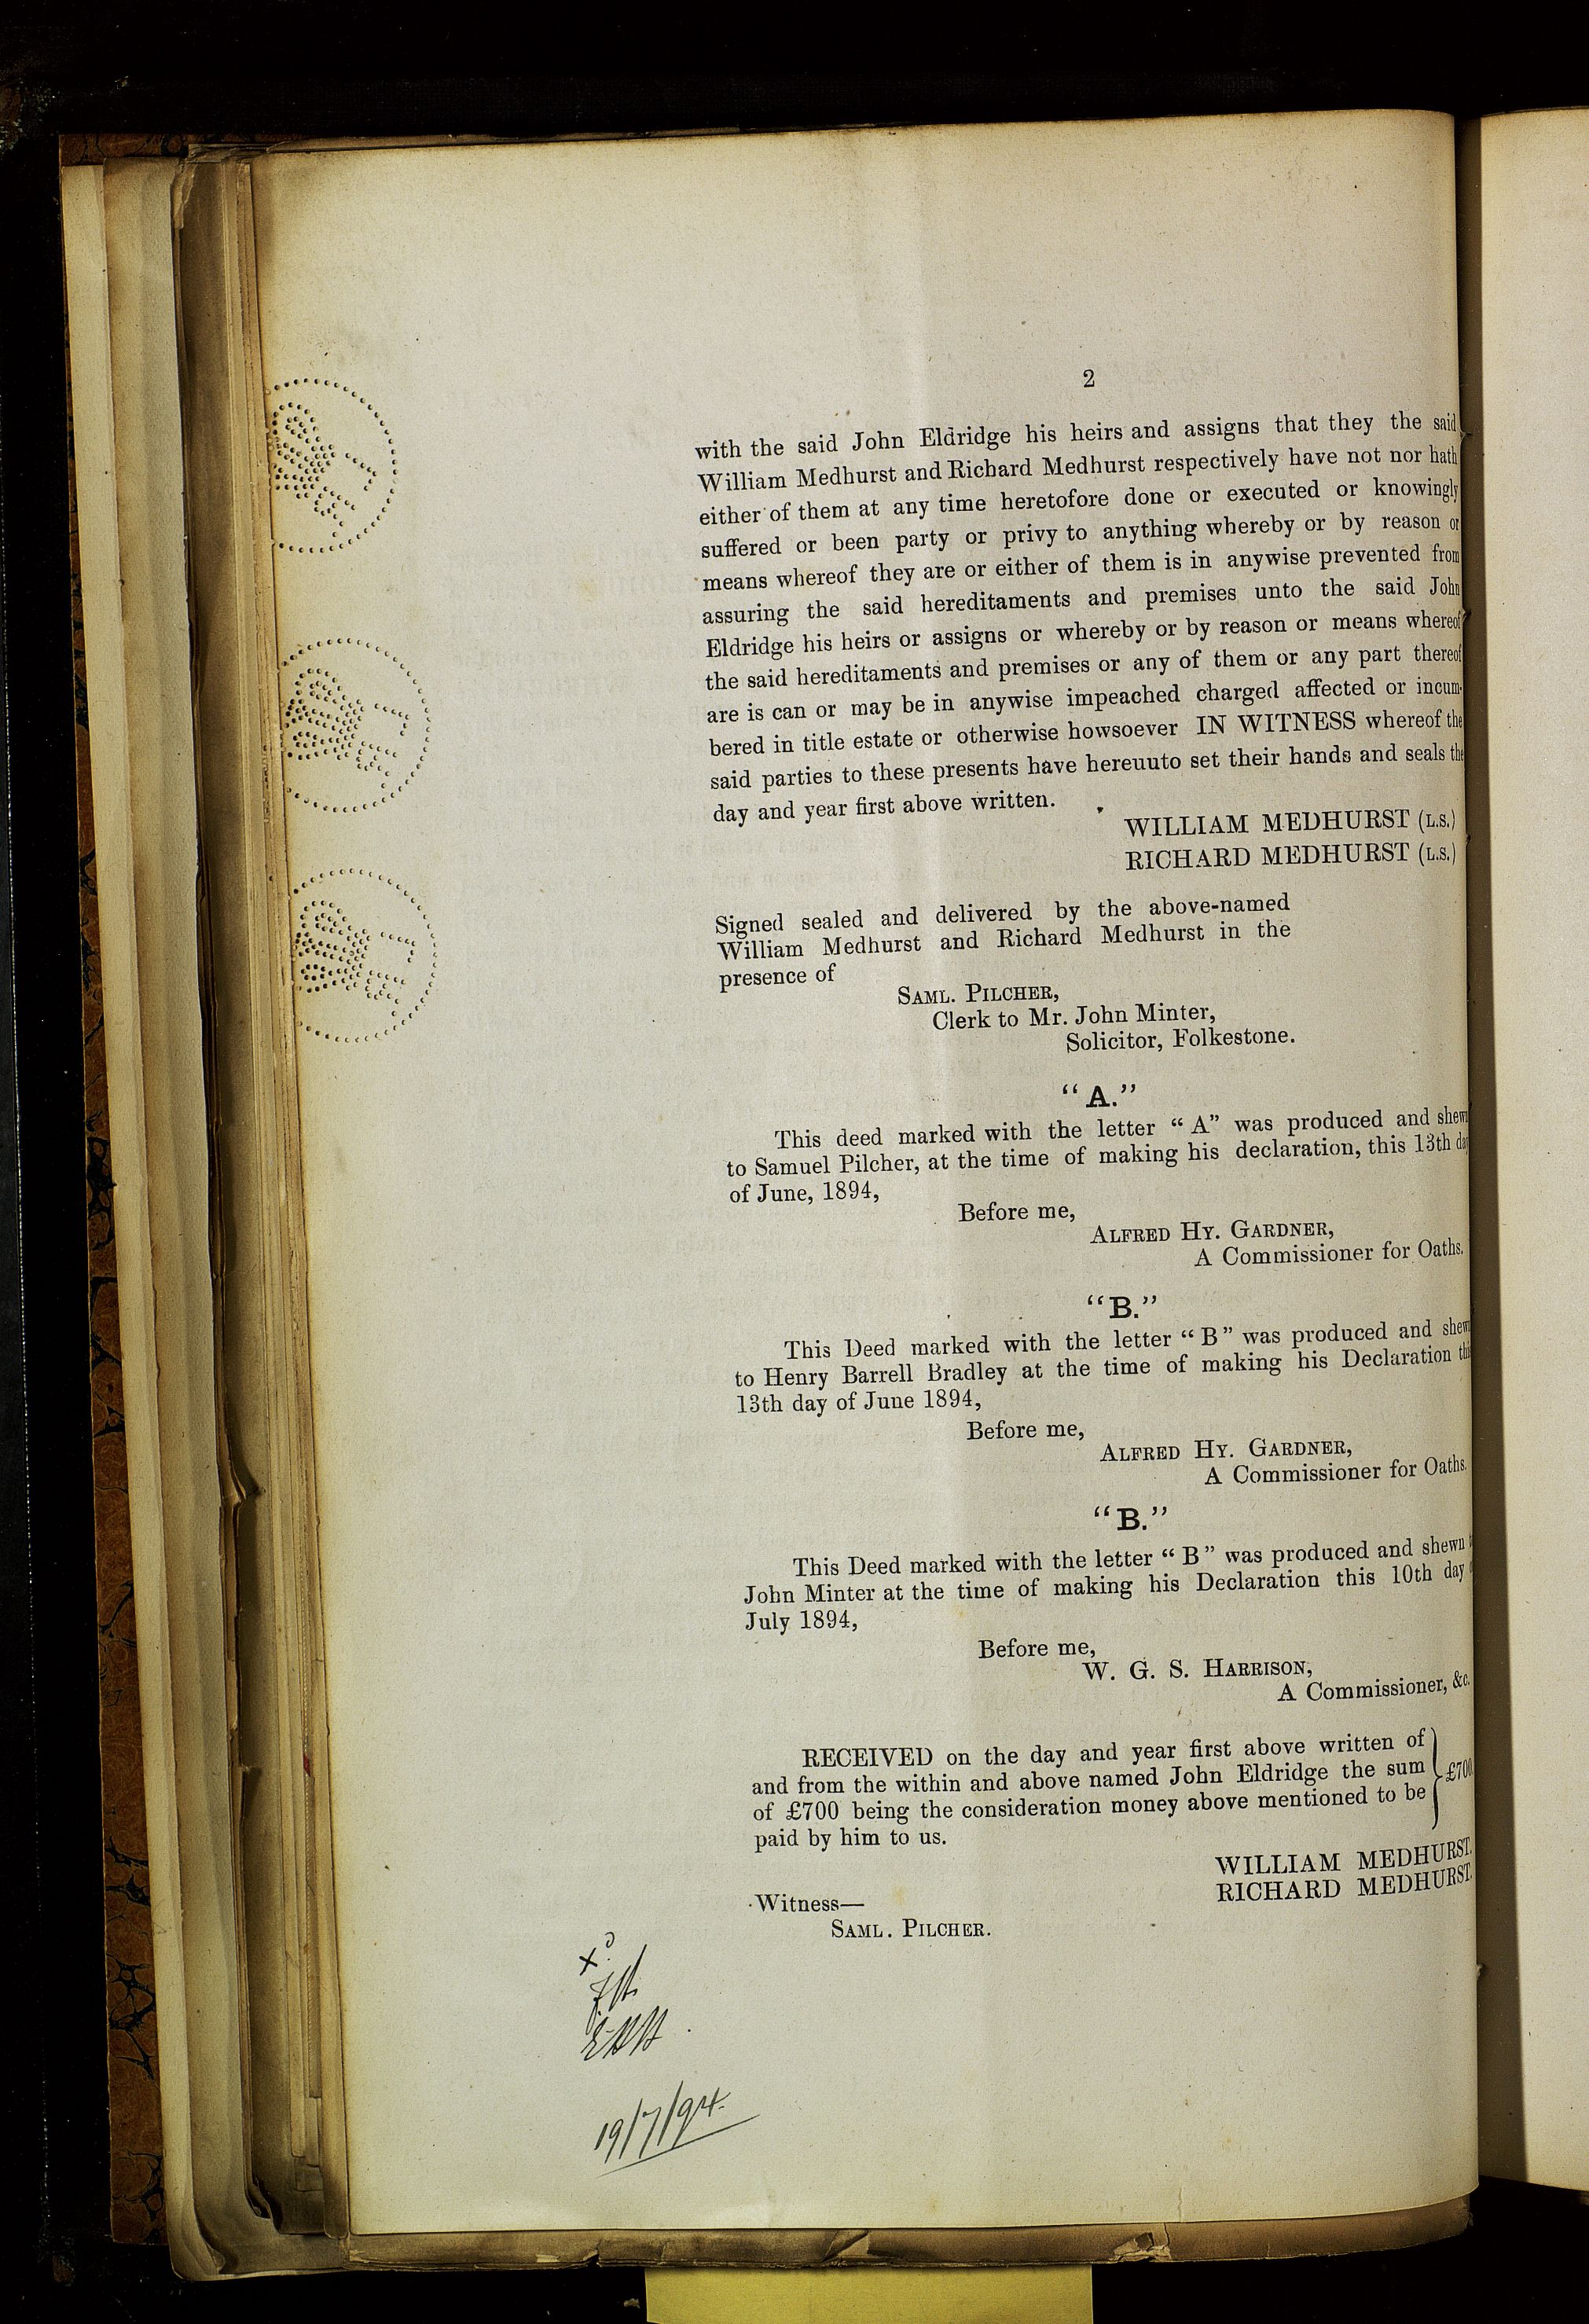 2
with the said John Eldridge his heirs and assigns that they the said
William Medhurst and Richard Medhurst respectively have not nor hath
either of them at any time heretofore done or executed or knowingly
suffered or been party or privy to anything whereby or by reason or
means whereof they are or either of them is in anywise prevented from
assuring the said hereditaments and premises unto the said John
Eldridge his heirs or assigns or whereby or by reason or means whereof
the said hereditaments and premises or any of them or any part thereof
are is can or may be in anywise impeached charged affected or incum-
bered in title estate or otherwise howsoever IN WITNESS whereof the
said parties to these presents have hereuuto set their hands and seals the
day and year first above written.
WILLIAM MEDHURST (L.S.)
RICHARD MEDHURST (L.S.)
Signed sealed and delivered by the above-named
William Medhurst and Richard Medhurst in the
presence of
SAML. PILCHER,
Clerk to Mr. John Minter,
Solicitor, Folkestone.
"A."
This deed marked with the letter "A" was produced and shewn
to Samuel Pilcher, at the time of making his declaration, this 13th day
of June, 1894,
Before me,
ALFRED HY. GARDNER,
A Commissioner for Oaths.
"B."
This Deed marked with the letter "B" was produced and shewn
to Henry Barrell Bradley at the time of making his Declaration this
13th day of June 1894,
Before me,
ALFRED HY. GARDNER,
A Commissioner for Oaths.
"B."
This Deed marked with the letter "B" was produced and shewn
John Minter at the time of making his Declaration this 10th day
July 1894,
Before me,
W. G. S. HARRISON,
A Commissioner, &c.
RECEIVED on the day and year first above written of
and from the within and above named John Eldridge the sum
of £700 being the consideration money above mentioned to be
paid by him to us.
£700
WILLIAM MEDHURST.
RICHARD MEDHURST.
Witness—
SAML. PILCHER.
19/7/94.